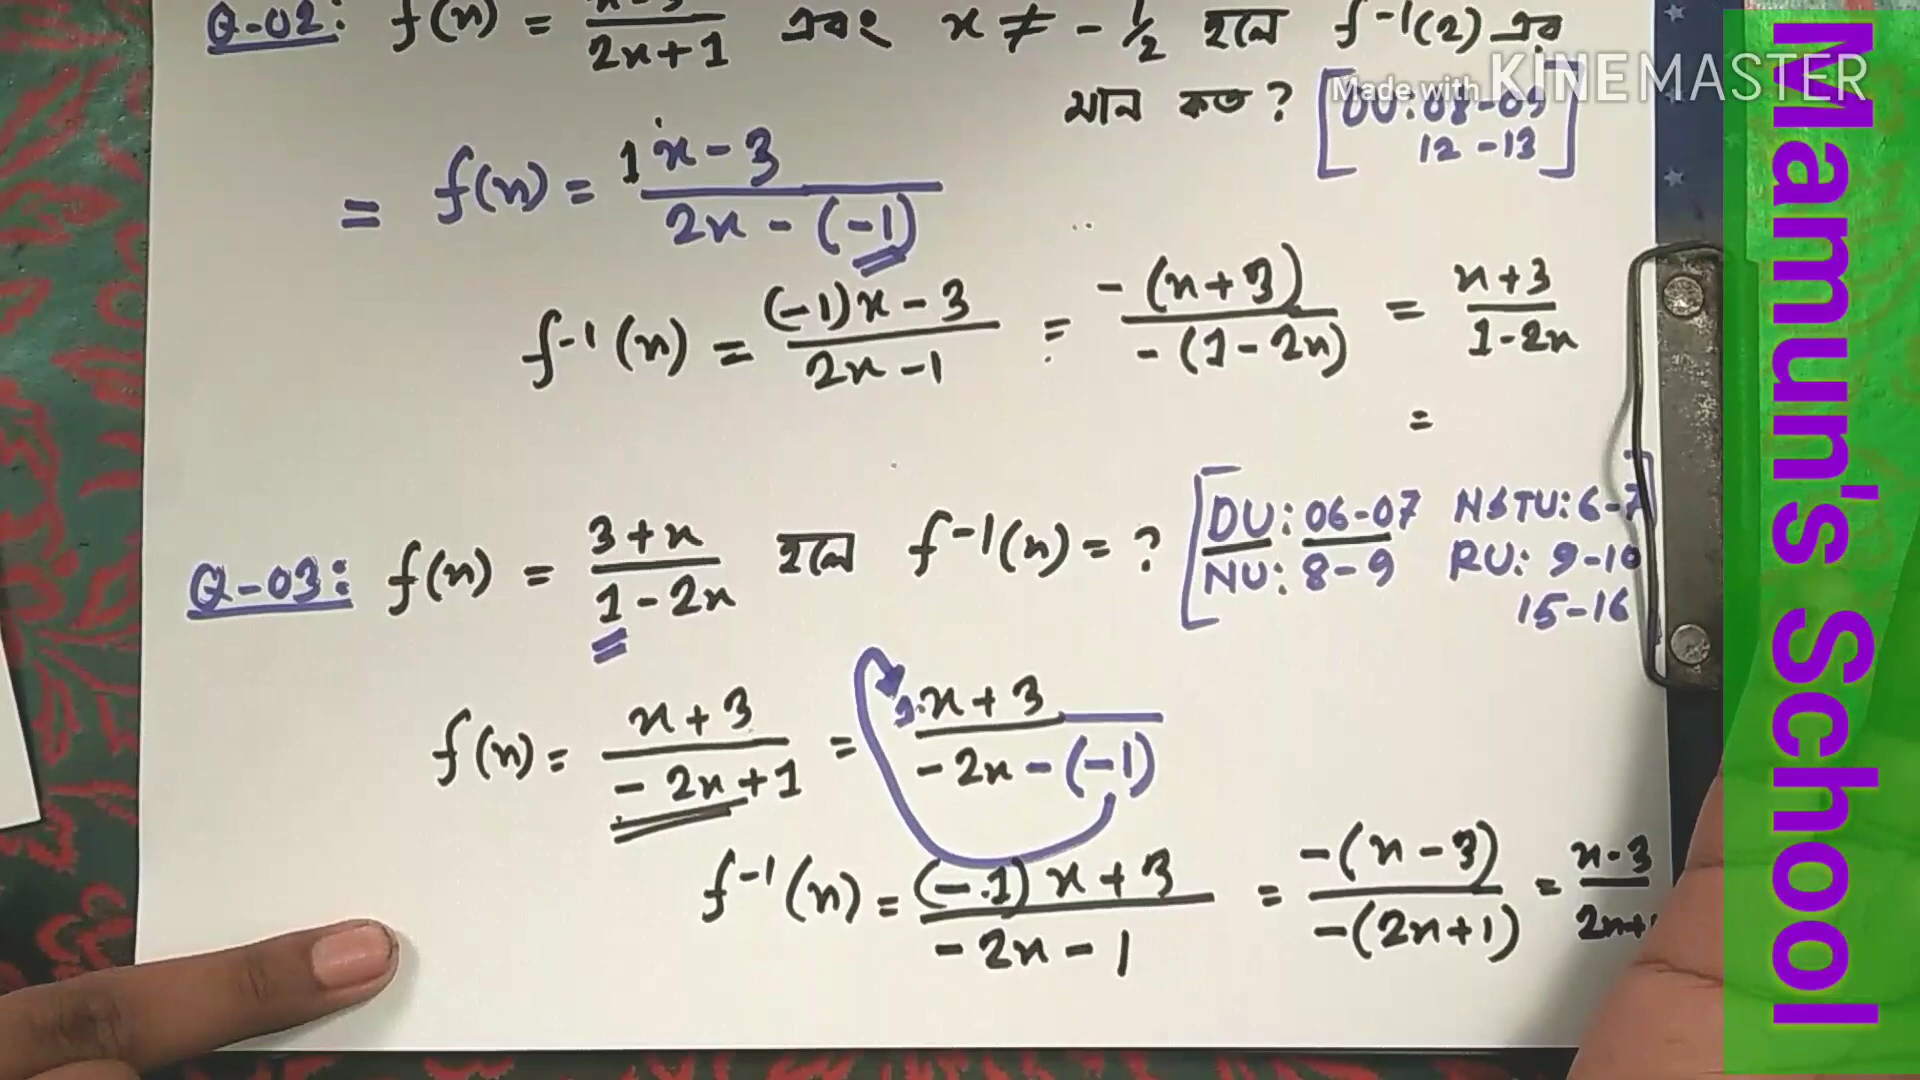 Q-02: f(x) = x-3/2x+1 এবং x ≠ - 1/2 হলে f-1(2) এর
মান কত? [DU: 08-09
12-13]
= f(x) = 1x-3/2x-(-1)
f-1(x) = (-1)x-3/2x-1 = -(x+3)/-(1-2x) = x+3/1-2x
=
Q-03: f(x) = 3+x/1-2x হলে f-1(x) = ? [DU: 06-07 NSTU: 6-7
NU: 8-9 RU: 9-10
15-16]
f(x) = x+3/-2x+1 = 1.x+3/-2x-(-1)
f-1(x) = (-1)x+3/-2x-1 = -(x-3)/-(2x+1) = x-3/2x+
Made with KINEMASTER
Mamun's School